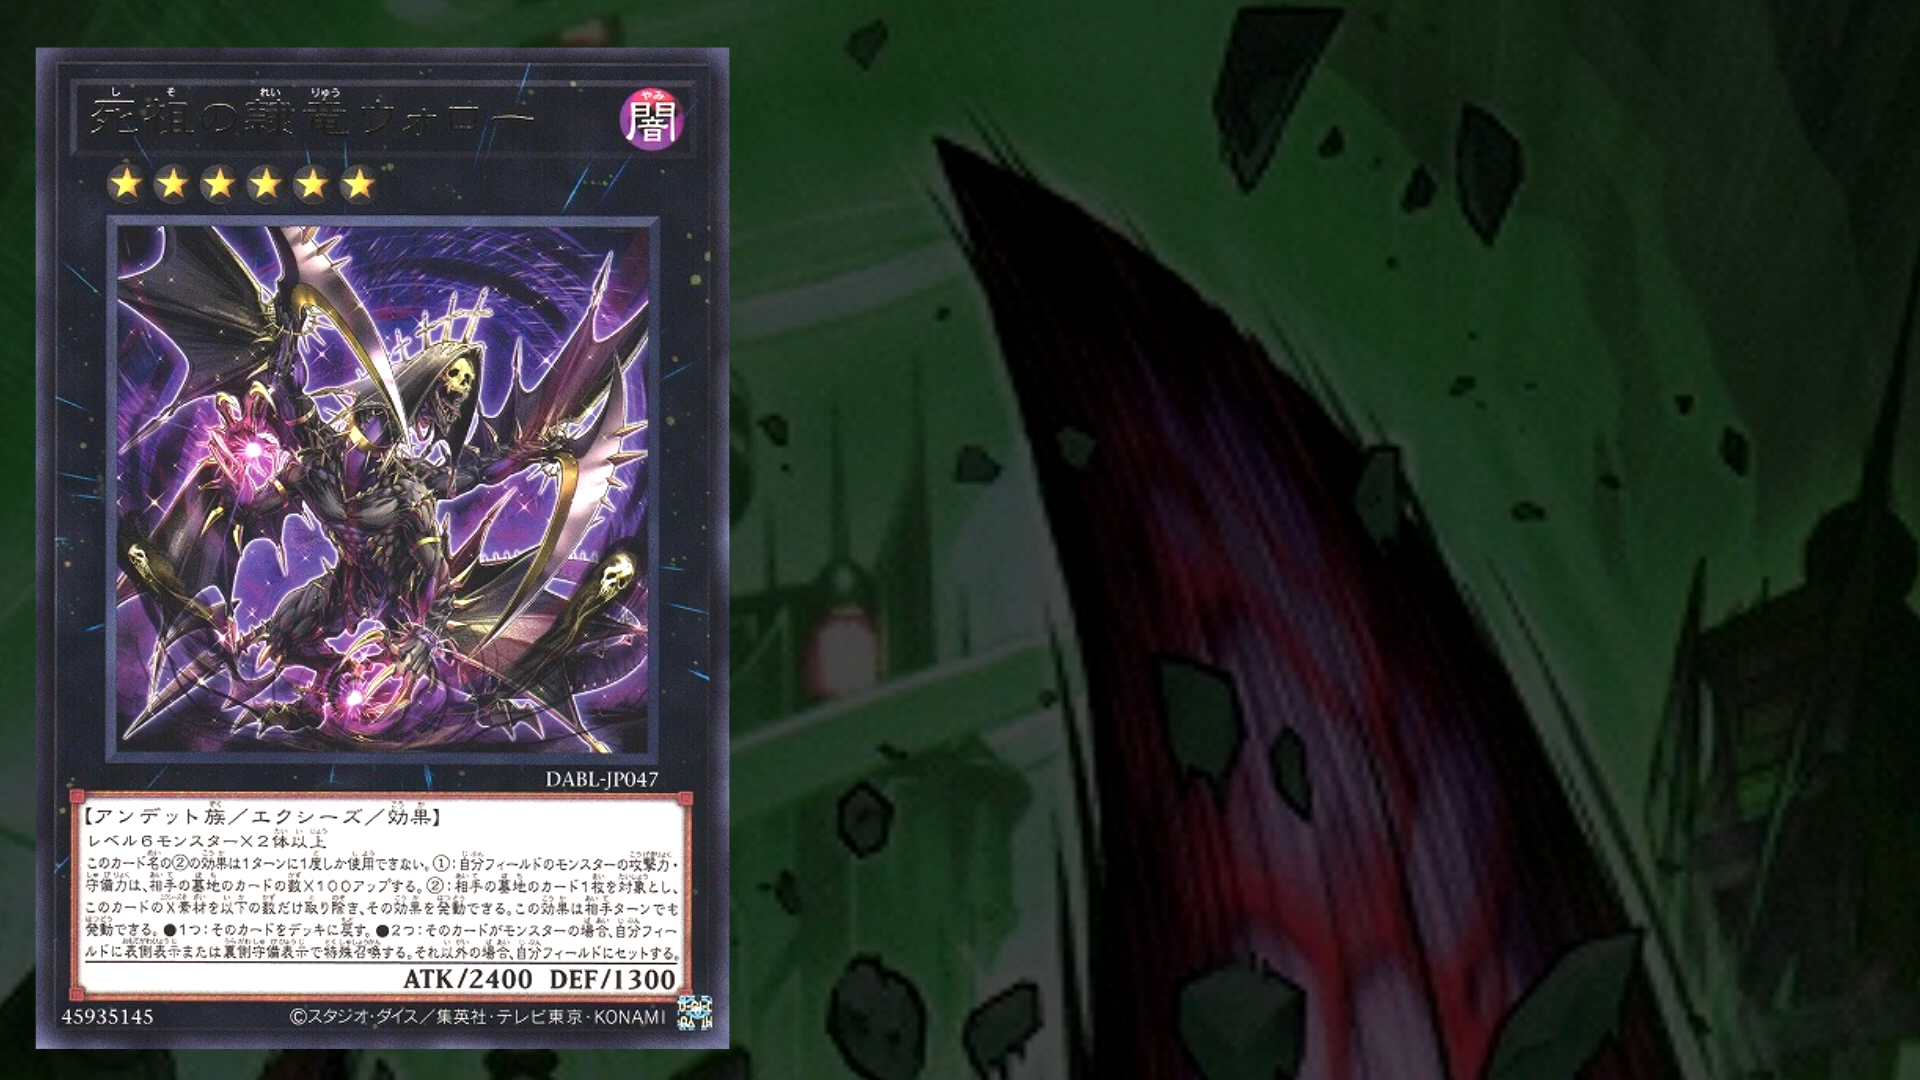 死祖の隷竜ウォロー
闇
DABL-JP047
【アンデット族／エクシーズ／効果】
レベル６モンスター×２体以上
このカード名の②の効果は１ターンに１度しか使用できない。①：自分フィールドのモンスターの攻撃力・
守備力は、相手の墓地のカードの数×１００アップする。②：相手の墓地のカード１枚を対象とし、
このカードのＸ素材を以下の数だけ取り除き、その効果を発動できる。この効果は相手ターンでも
発動できる。●１つ：そのカードをデッキに戻す。●２つ：そのカードがモンスターの場合、自分フィー
ルドに表側表示または裏側守備表示で特殊召喚する。それ以外の場合、自分フィールドにセットする。
ATK/2400 DEF/1300
45935145
©スタジオ・ダイス／集英社・テレビ東京・KONAMI